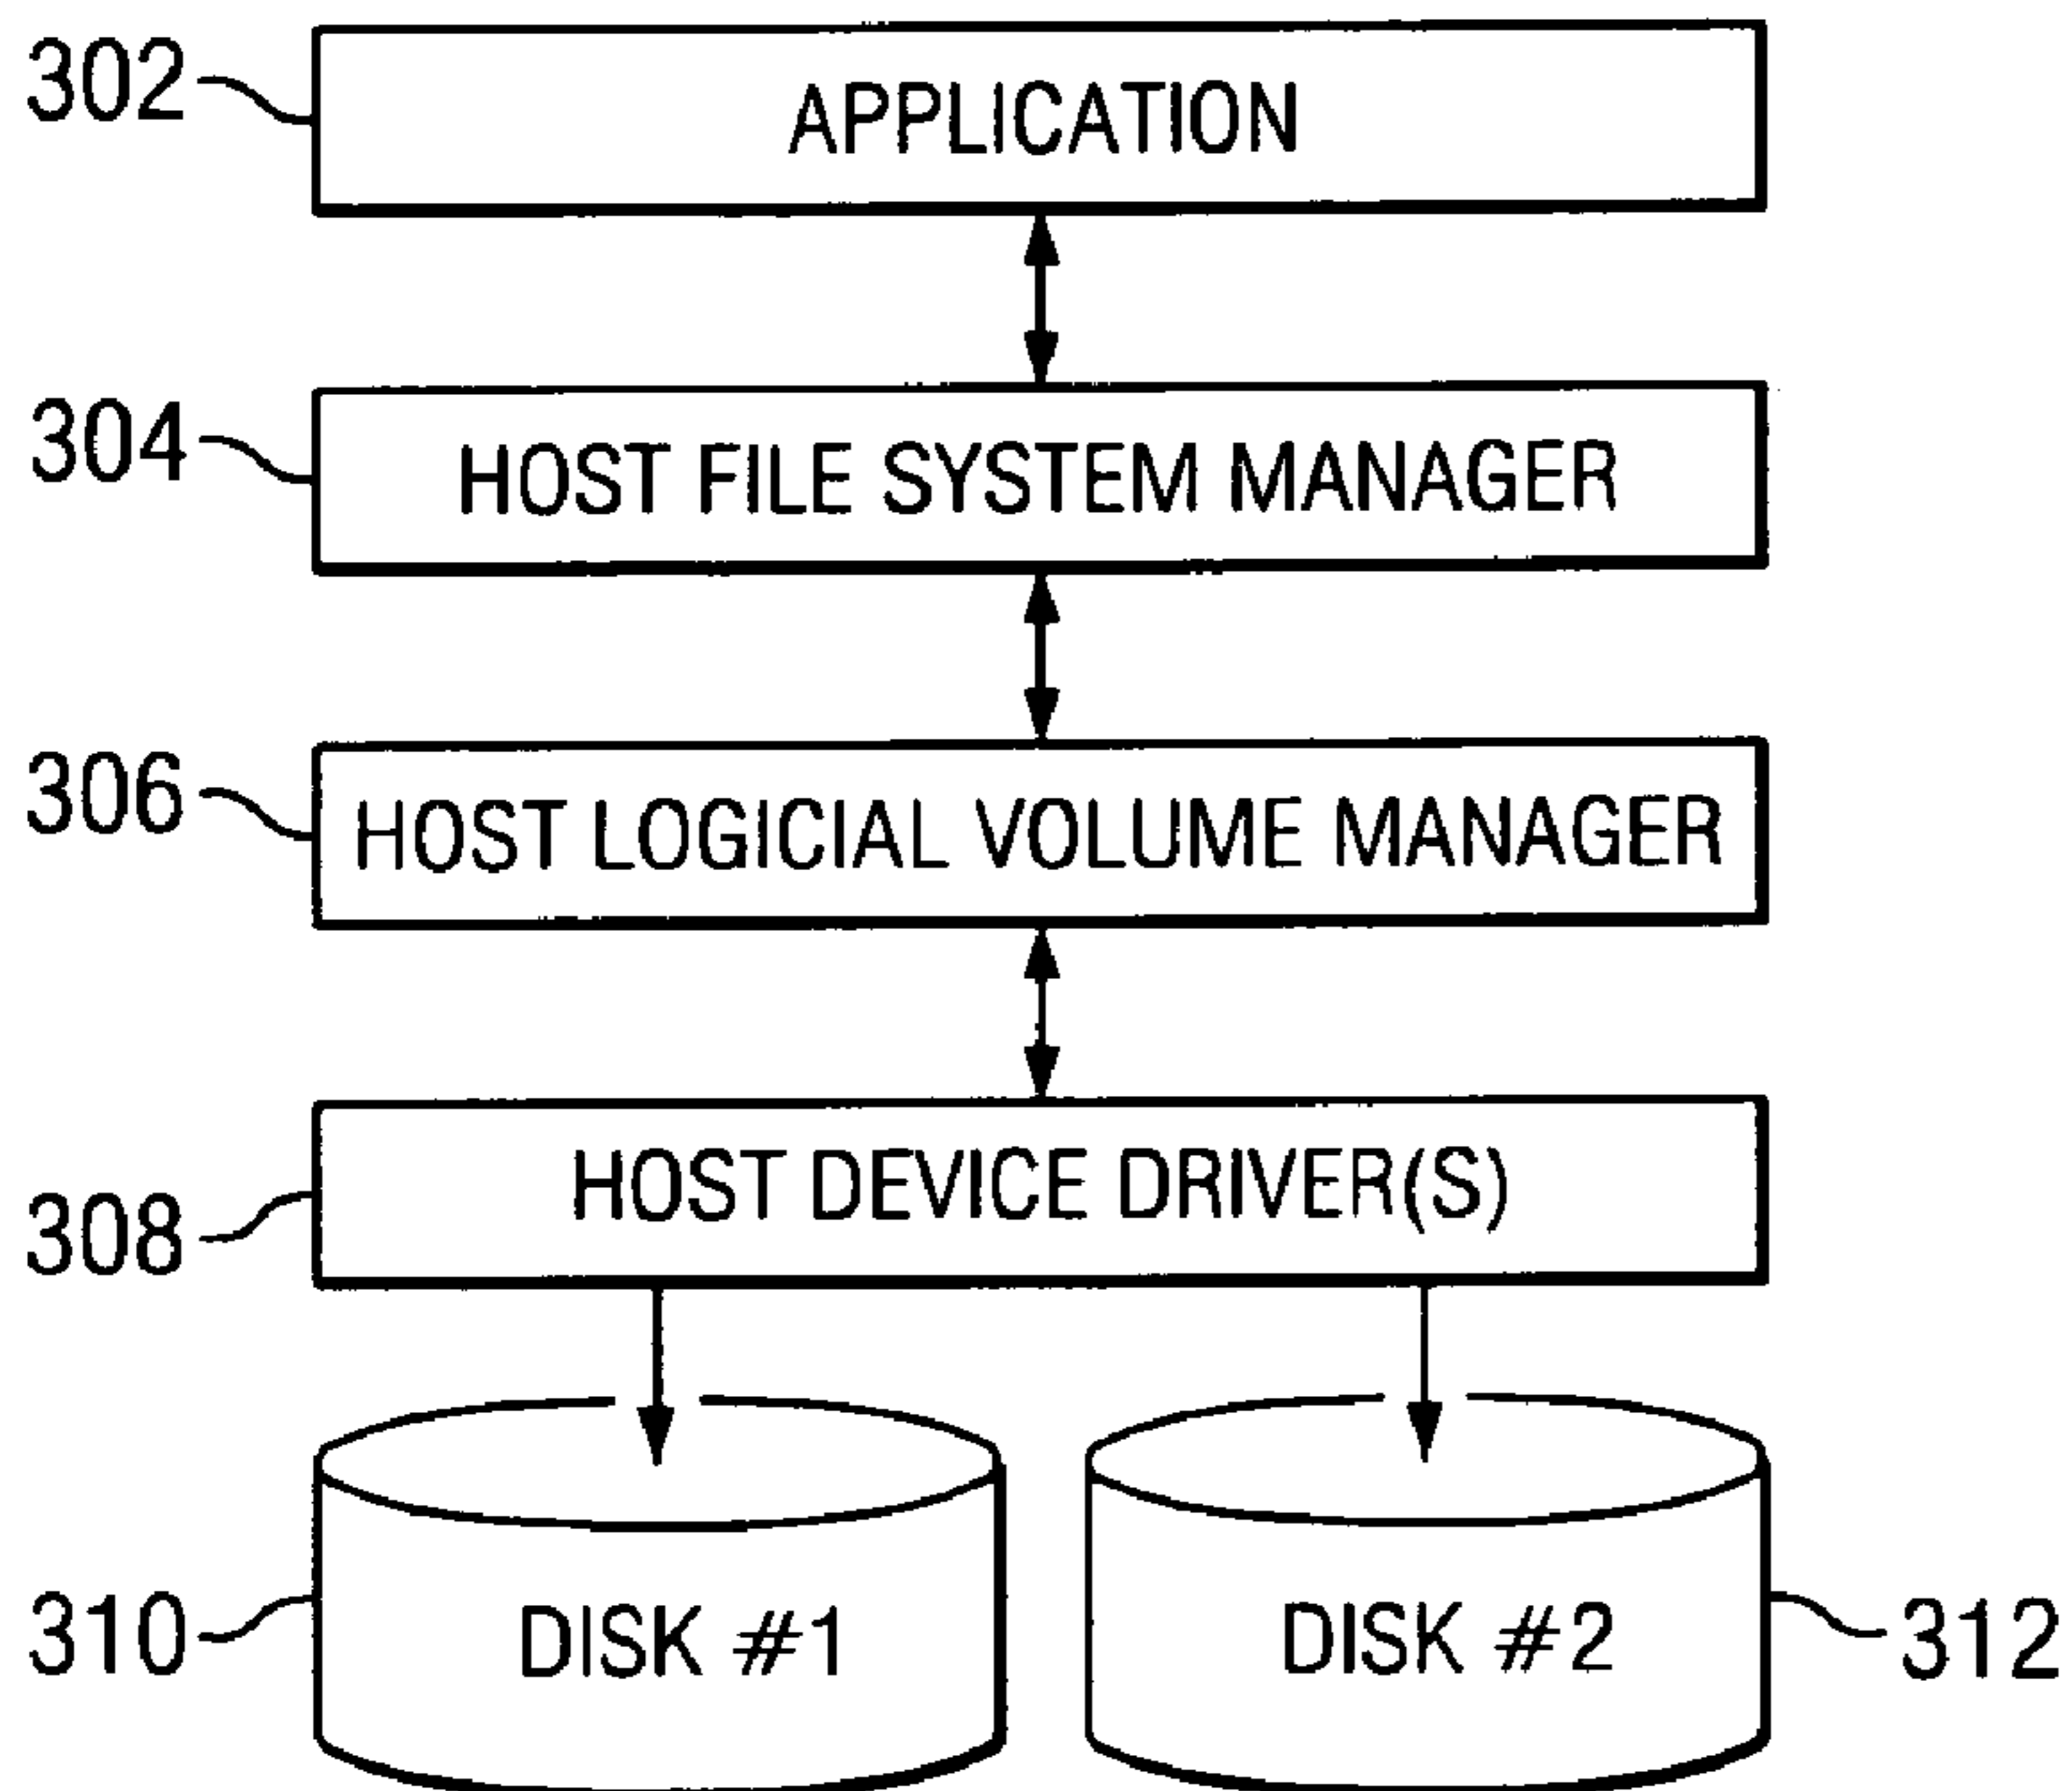 302
APPLICATION
304
HOST FILE SYSTEM MANAGER
306
HOST LOGICIAL VOLUME MANAGER
308
HOST DEVICE DRIVER(S)
310
DISK #1
DISK #2
312